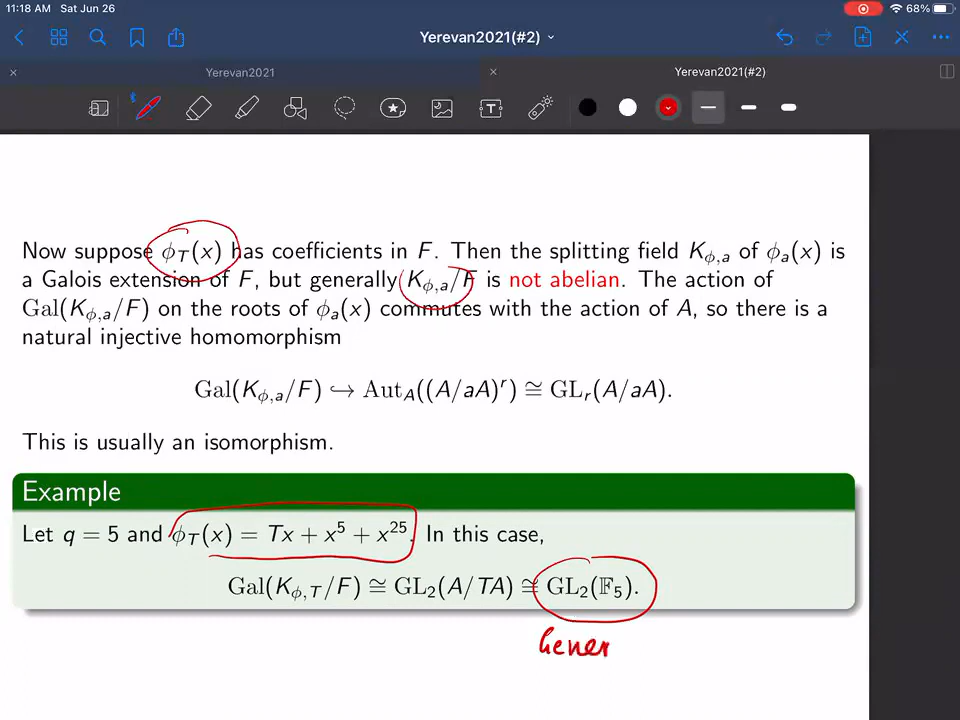 11:18 AM Sat Jun 26
68%
Yerevan2021(#2)
Yerevan2021
Yerevan2021(#2)
Now suppose ϕ_T(x) has coefficients in F. Then the splitting field K_{ϕ,a} of ϕ_a(x) is
a Galois extension of F, but generally K_{ϕ,a}/F is not abelian. The action of
Gal(K_{ϕ,a}/F) on the roots of ϕ_a(x) commutes with the action of A, so there is a
natural injective homomorphism
Gal(K_{ϕ,a}/F) ↪ Aut_A((A/aA)^r) ≅ GL_r(A/aA).
This is usually an isomorphism.
Example
Let q = 5 and ϕ_T(x) = Tx + x^5 + x^{25}. In this case,
Gal(K_{ϕ,T}/F) ≅ GL_2(A/TA) ≅ GL_2(𝔽_5).